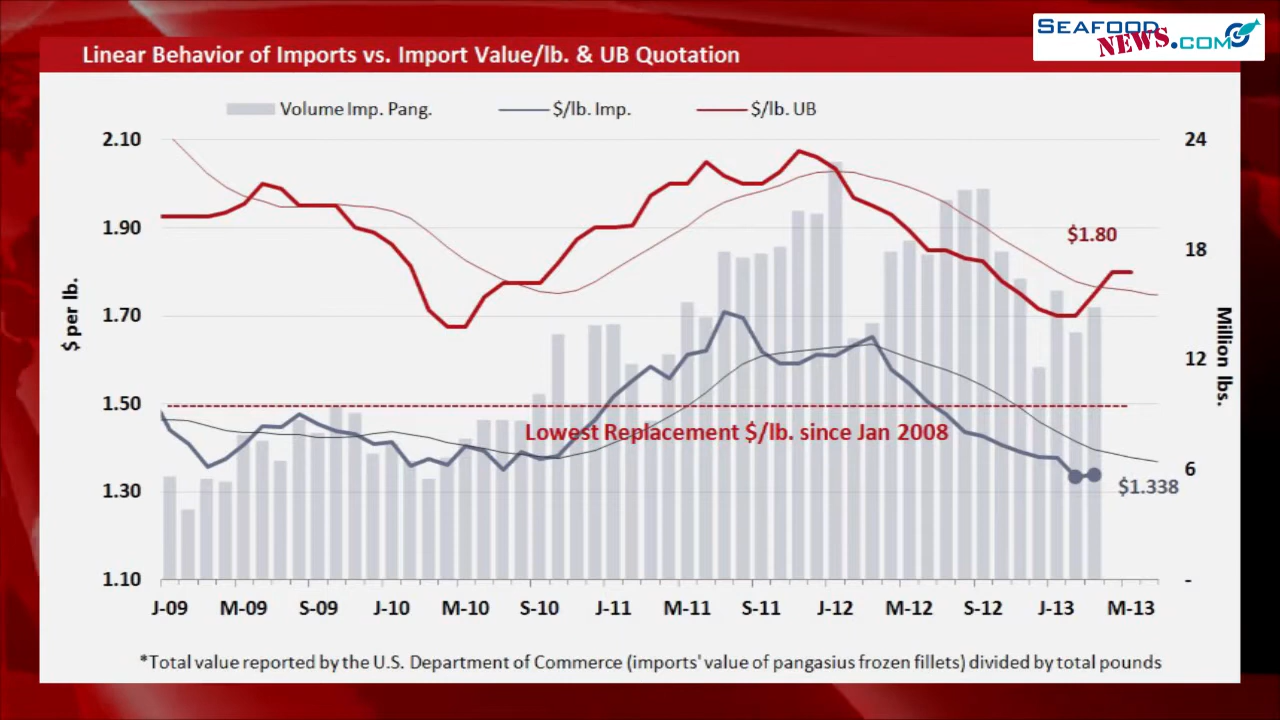 SEAFOOD
NEWS.COM
Linear Behavior of Imports vs. Import Value/lb. & UB Quotation
Volume Imp. Pang. $/lb. Imp. $/lb. UB
2.10 24
1.90 $1.80 18
1.70
12
1.50
Lowest Replacement $/lb. since Jan 2008
6
1.30 $1.338
1.10 -
$ per lb.
Million lbs.
J-09 M-09 S-09 J-10 M-10 S-10 J-11 M-11 S-11 J-12 M-12 S-12 J-13 M-13
*Total value reported by the U.S. Department of Commerce (imports' value of pangasius frozen fillets) divided by total pounds